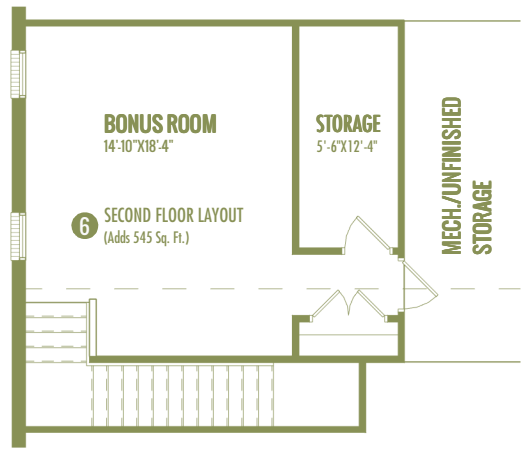 BONUS ROOM
14'-10"X18'-4"
STORAGE
5'-6"X12'-4"
MECH./UNFINISHED
STORAGE
6
SECOND FLOOR LAYOUT
(Adds 545 Sq. Ft.)